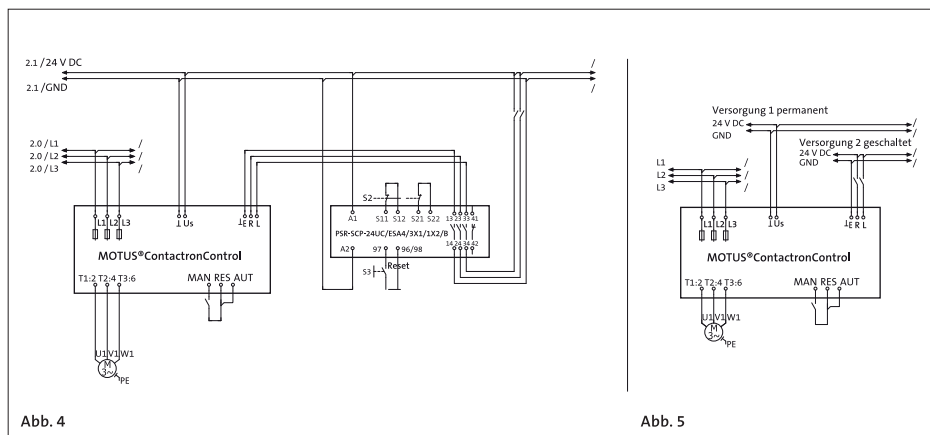 2.1 / 24 V DC
2.1 /GND
2.0 / L1
2.0 / L2
2.0 / L3
L1 L2 L3
⊥ Us
⊥E R L
MOTUS®ContactronControl
T1:2 T2:4 T3:6
MAN RES AUT
U1 V1 W1
M
3~
PE
S2
A1 S11 S12 S21 S22 13 23 33 41
PSR-SCP-24UC/ESA4/3X1/1X2/B
A2 97 96/98 14 24 34 42
S3
Reset
Abb. 4
Versorgung 1 permanent
24 V DC
GND
Versorgung 2 geschaltet
24 V DC
GND
L1
L2
L3
L1 L2 L3
⊥ Us
⊥E R L
MOTUS®ContactronControl
T1:2 T2:4 T3:6
MAN RES AUT
U1 V1 W1
M
3~
PE
Abb. 5